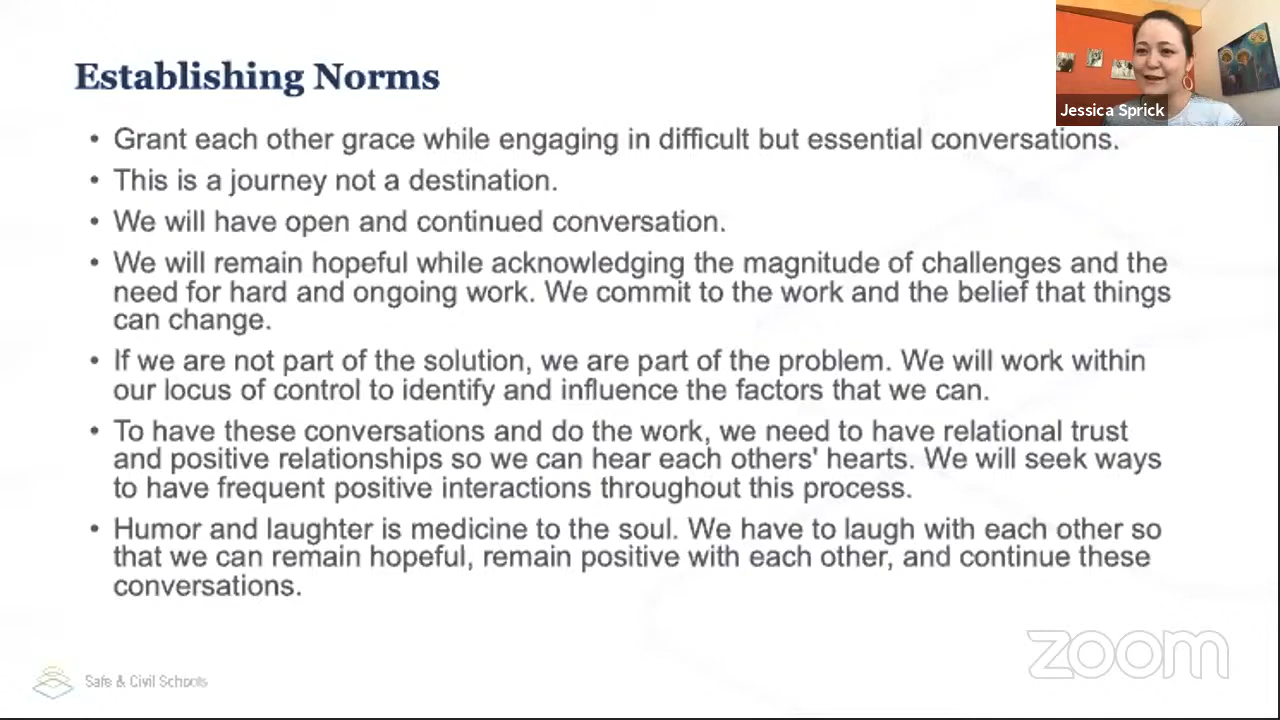 Establishing Norms
Jessica Sprick
• Grant each other grace while engaging in difficult but essential conversations.
• This is a journey not a destination.
• We will have open and continued conversation.
• We will remain hopeful while acknowledging the magnitude of challenges and the
need for hard and ongoing work. We commit to the work and the belief that things
can change.
• If we are not part of the solution, we are part of the problem. We will work within
our locus of control to identify and influence the factors that we can.
• To have these conversations and do the work, we need to have relational trust
and positive relationships so we can hear each others' hearts. We will seek ways
to have frequent positive interactions throughout this process.
• Humor and laughter is medicine to the soul. We have to laugh with each other so
that we can remain hopeful, remain positive with each other, and continue these
conversations.
Safe & Civil Schools
zoom